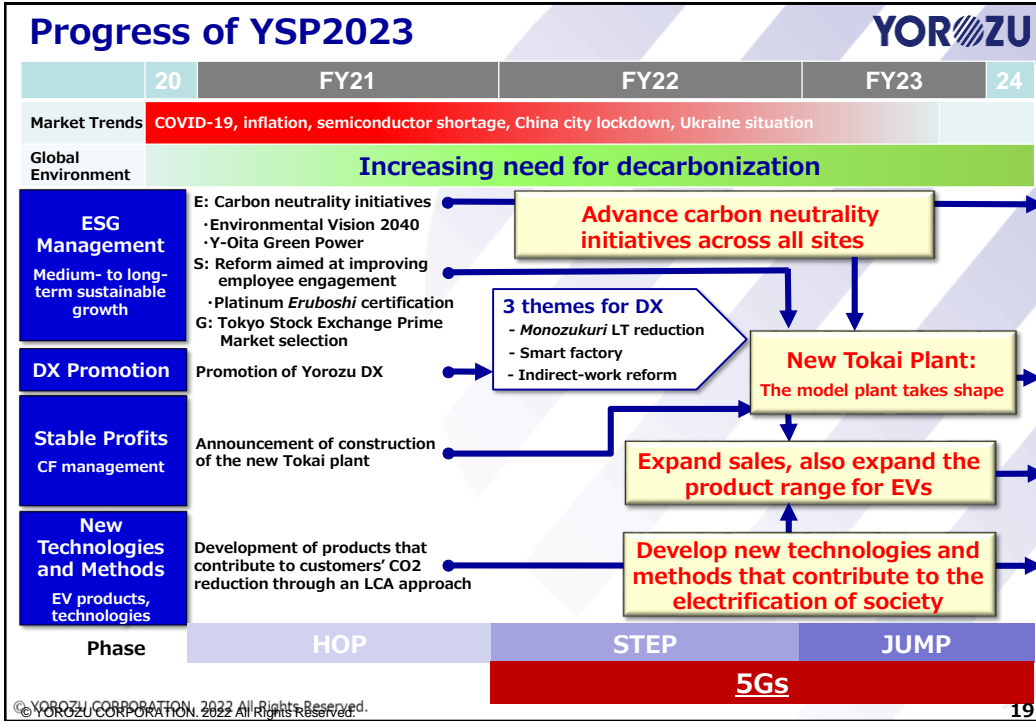 Progress of YSP2023
YOROZU
20 FY21 FY22 FY23 24
Market Trends COVID-19, inflation, semiconductor shortage, China city lockdown, Ukraine situation
Global
Environment
Increasing need for decarbonization
ESG
Management
Medium- to long-
term sustainable
growth
E: Carbon neutrality initiatives
・Environmental Vision 2040
・Y-Oita Green Power
S: Reform aimed at improving
employee engagement
・Platinum Eruboshi certification
G: Tokyo Stock Exchange Prime
Market selection
Advance carbon neutrality
initiatives across all sites
3 themes for DX
- Monozukuri LT reduction
- Smart factory
- Indirect-work reform
New Tokai Plant:
The model plant takes shape
DX Promotion
Promotion of Yorozu DX
Stable Profits
CF management
Announcement of construction
of the new Tokai plant
Expand sales, also expand the
product range for EVs
New
Technologies
and Methods
EV products,
technologies
Development of products that
contribute to customers’ CO2
reduction through an LCA approach
Develop new technologies and
methods that contribute to the
electrification of society
Phase HOP STEP JUMP
5Gs
© YOROZU CORPORATION. 2022 All Rights Reserved.
© YOROZU CORPORATION. 2022 All Rights Reserved.
19